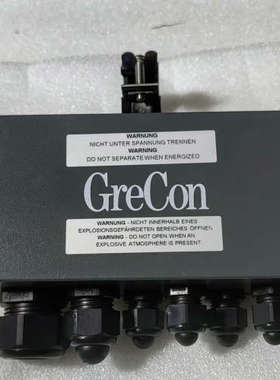 WARNUNG
NICHT UNTER SPANNUNG TRENNEN
WARNING
DO NOT SEPARATE WHEN ENERGIZED
GreCon
WARNUNG - NICHT INNERHALB EINES
EXPLOSIONSGEFÄHRDETEN BEREICHES ÖFFNEN
WARNING - DO NOT OPEN WHEN AN
EXPLOSIVE ATMOSPHERE IS PRESENT